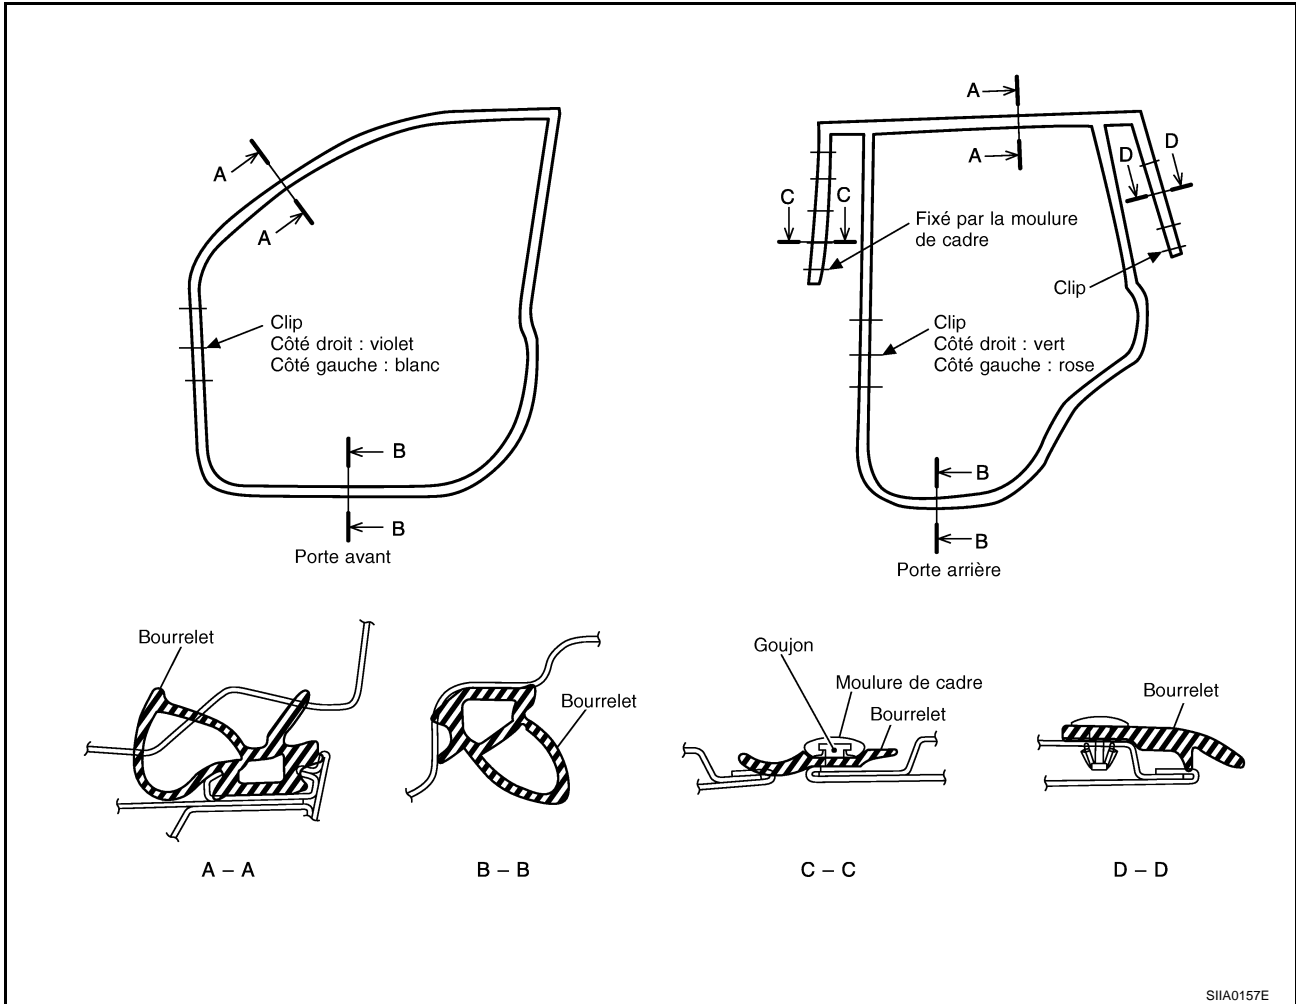 A
A
Clip
Côté droit : violet
Côté gauche : blanc
B
B
Porte avant
A
A
D
D
C
C
Fixé par la moulure
de cadre
Clip
Clip
Côté droit : vert
Côté gauche : rose
B
B
Porte arrière
Bourrelet
A – A
Bourrelet
B – B
Goujon
Moulure de cadre
Bourrelet
C – C
Bourrelet
D – D
SIIA0157E